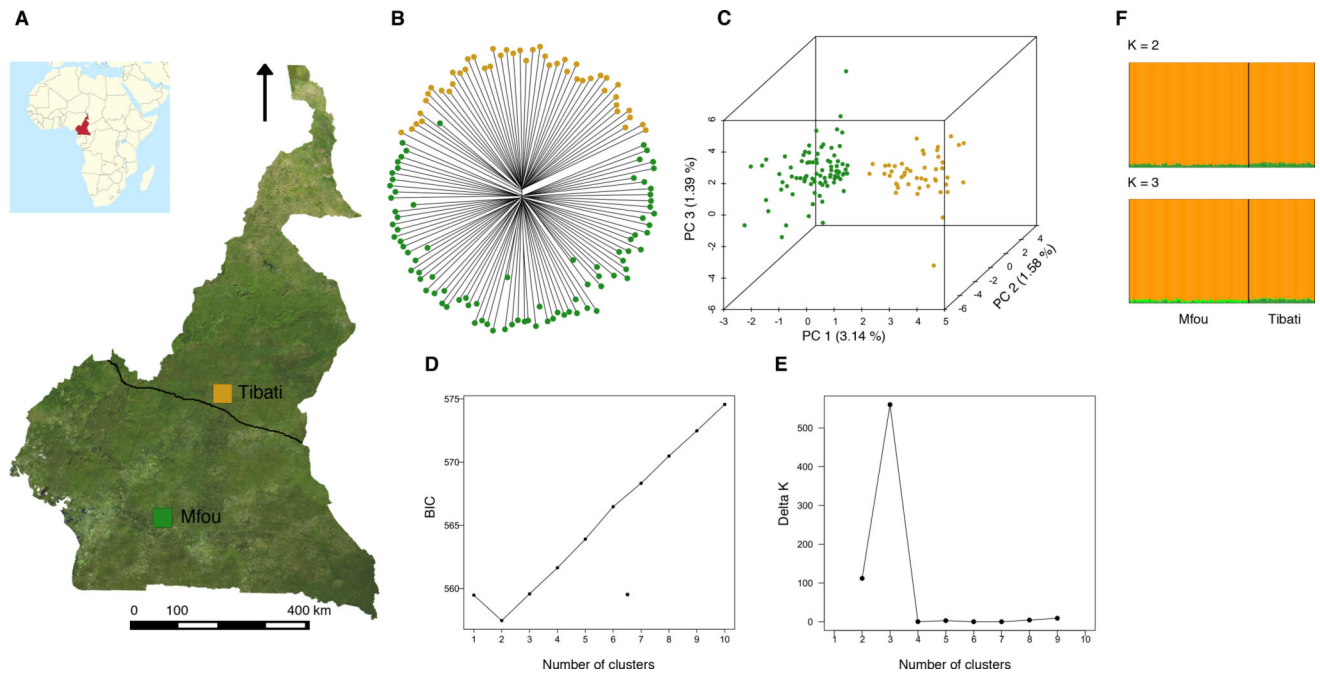 A
Tibati
Mfou
0 100 400 km
B
C
6
4
2
0
-2
-4
-6
PC 3 (1.39 %)
-3 -2 -1 0 1 2 3 4 5
PC 1 (3.14 %)
-6
-4
-2
0
2
4
PC 2 (1.58 %)
F
K = 2
K = 3
Mfou Tibati
D
575
570
565
560
BIC
1 2 3 4 5 6 7 8 9 10
Number of clusters
E
500
400
300
200
100
0
Delta K
1 2 3 4 5 6 7 8 9 10
Number of clusters